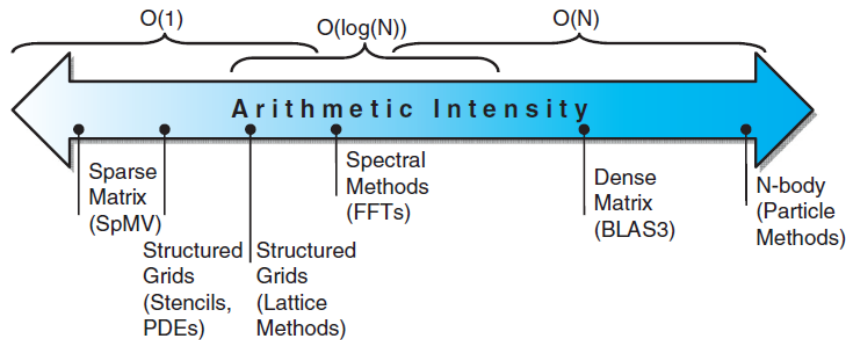 O(1)
O(log(N))
O(N)
Arithmetic Intensity
Sparse
Matrix
(SpMV)
Structured
Grids
(Stencils,
PDEs)
Structured
Grids
(Lattice
Methods)
Spectral
Methods
(FFTs)
Dense
Matrix
(BLAS3)
N-body
(Particle
Methods)